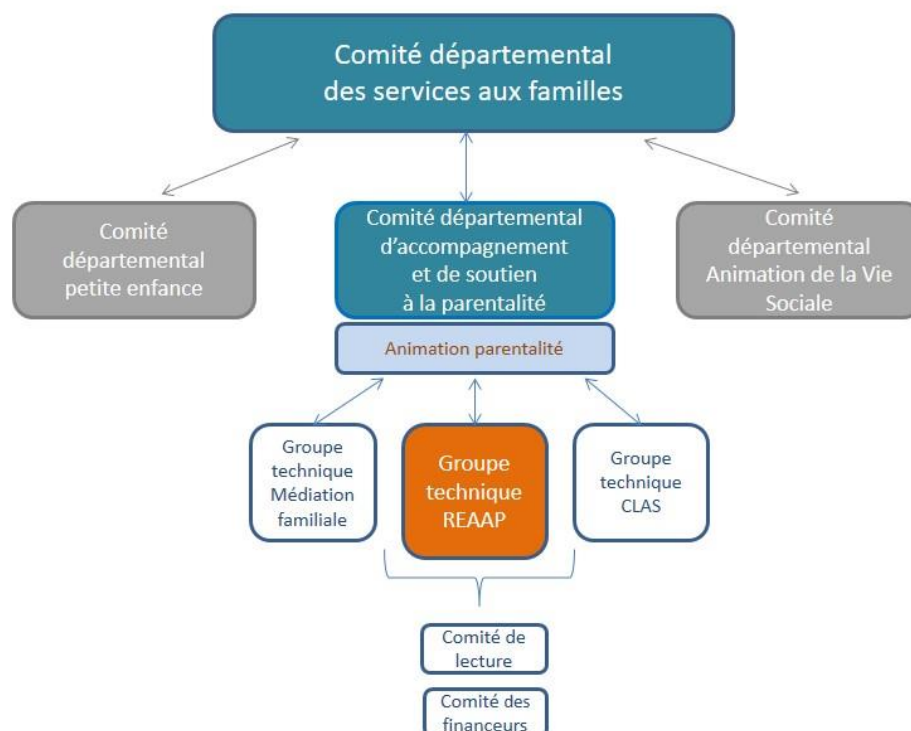 Comité départemental
des services aux familles
Comité
départemental
petite enfance
Comité départemental
d'accompagnement
et de soutien
à la parentalité
Comité
départemental
Animation de la Vie
Sociale
Animation parentalité
Groupe
technique
Médiation
familiale
Groupe
technique
REAAP
Groupe
technique
CLAS
Comité de
lecture
Comité des
financeurs